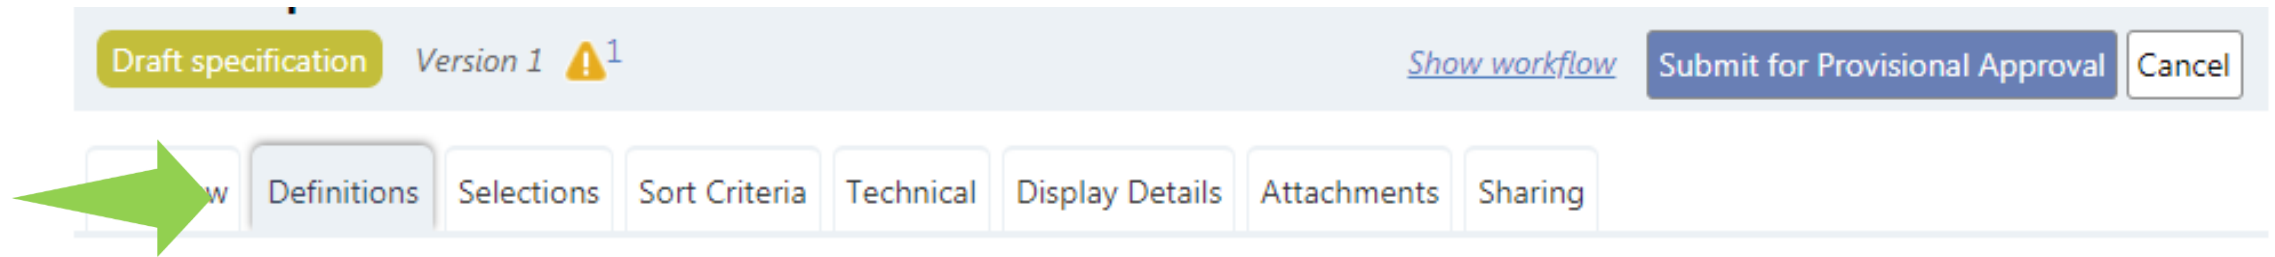 Draft specification Version 1 1 Show workflow Submit for Provisional Approval Cancel
Definitions Selections Sort Criteria Technical Display Details Attachments Sharing